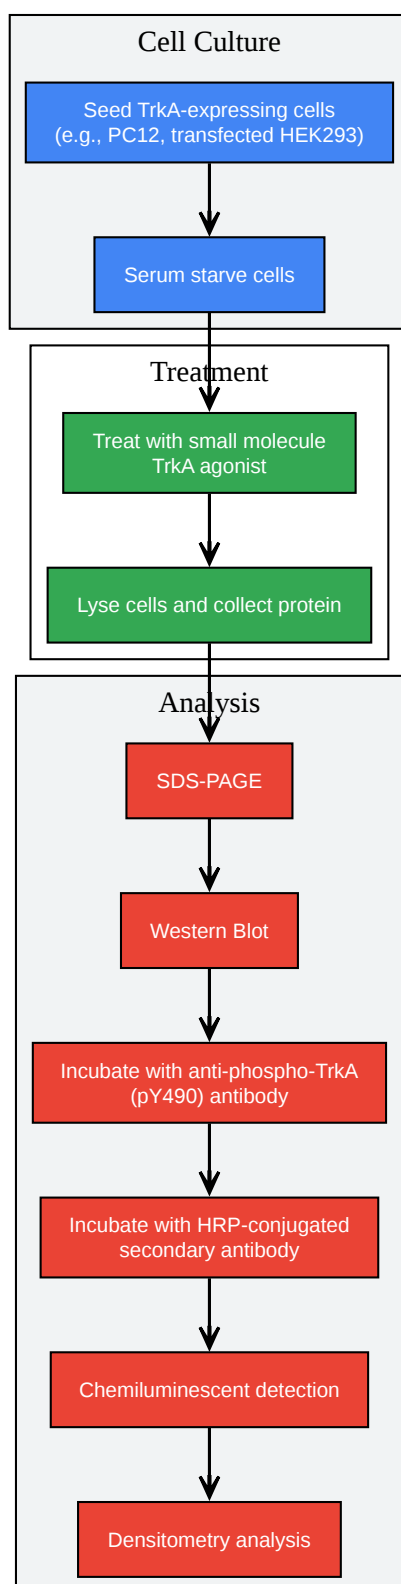 Cell Culture
Seed TrkA-expressing cells
(e.g., PC12, transfected HEK293)
Serum starve cells
Treatment
Treat with small molecule
TrkA agonist
Lyse cells and collect protein
Analysis
SDS-PAGE
Western Blot
Incubate with anti-phospho-TrkA
(pY490) antibody
Incubate with HRP-conjugated
secondary antibody
Chemiluminescent detection
Densitometry analysis